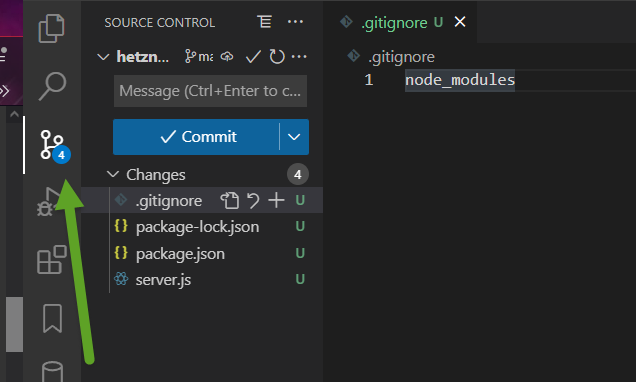 SOURCE CONTROL
.gitignore U
hetzn... ma
.gitignore
1 node_modules
Message (Ctrl+Enter to c...
Commit
4
Changes 4
.gitignore U
package-lock.json U
package.json U
server.js U